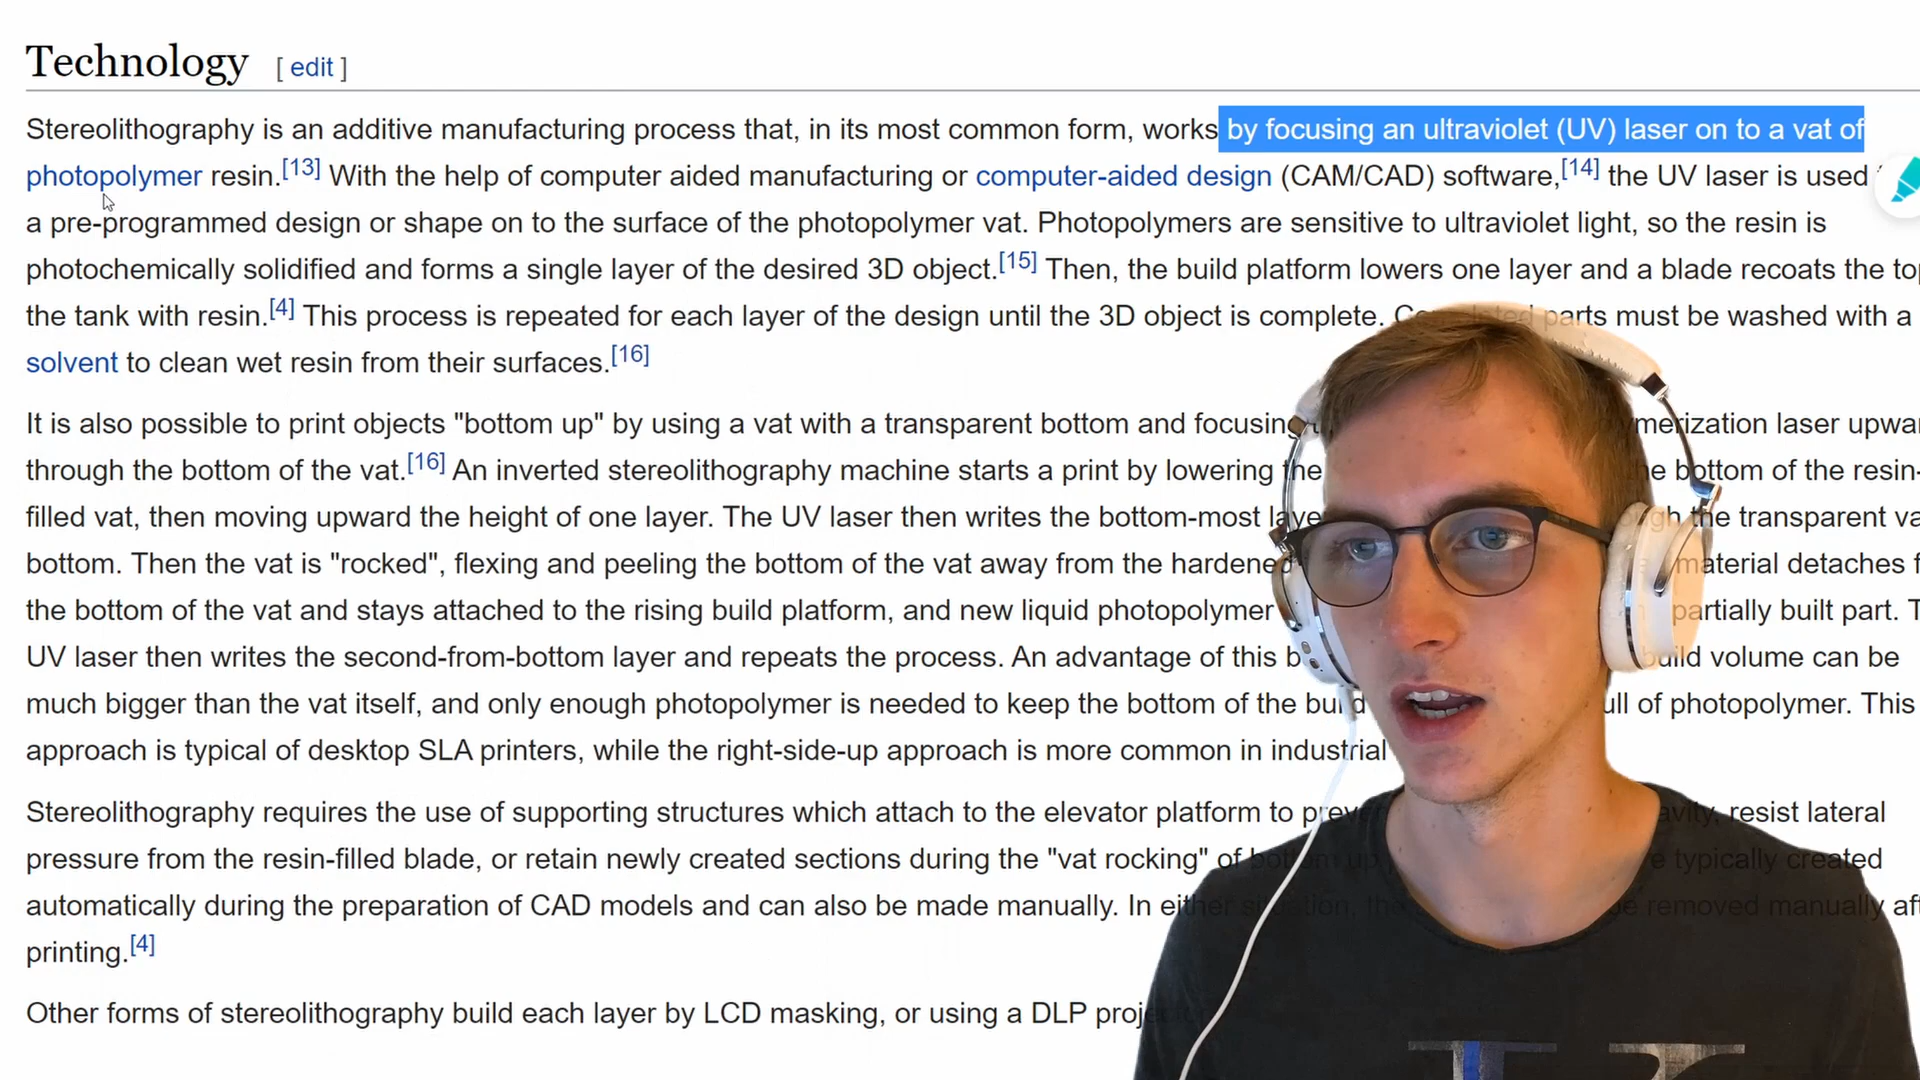 Technology [ edit ]
Stereolithography is an additive manufacturing process that, in its most common form, works by focusing an ultraviolet (UV) laser on to a vat of
photopolymer resin.[13] With the help of computer aided manufacturing or computer-aided design (CAM/CAD) software,[14] the UV laser is used
a pre-programmed design or shape on to the surface of the photopolymer vat. Photopolymers are sensitive to ultraviolet light, so the resin is
photochemically solidified and forms a single layer of the desired 3D object.[15] Then, the build platform lowers one layer and a blade recoats the top
the tank with resin.[4] This process is repeated for each layer of the design until the 3D object is complete. Completed parts must be washed with a
solvent to clean wet resin from their surfaces.[16]
It is also possible to print objects "bottom up" by using a vat with a transparent bottom and focusing laser upwa
through the bottom of the vat.[16] An inverted stereolithography machine starts a print by lowering the bottom of the resin-
filled vat, then moving upward the height of one layer. The UV laser then writes the bottom-most the transparent va
bottom. Then the vat is "rocked", flexing and peeling the bottom of the vat away from the hardened material detaches f
the bottom of the vat and stays attached to the rising build platform, and new liquid photopolymer partially built part. T
UV laser then writes the second-from-bottom layer and repeats the process. An advantage of this build volume can be
much bigger than the vat itself, and only enough photopolymer is needed to keep the bottom of the build full of photopolymer. This
approach is typical of desktop SLA printers, while the right-side-up approach is more common in industrial
Stereolithography requires the use of supporting structures which attach to the elevator platform to resist lateral
pressure from the resin-filled blade, or retain newly created sections during the "vat rocking" of bottom up typically created
automatically during the preparation of CAD models and can also be made manually. In either situation, the be removed manually aft
printing.[4]
Other forms of stereolithography build each layer by LCD masking, or using a DLP